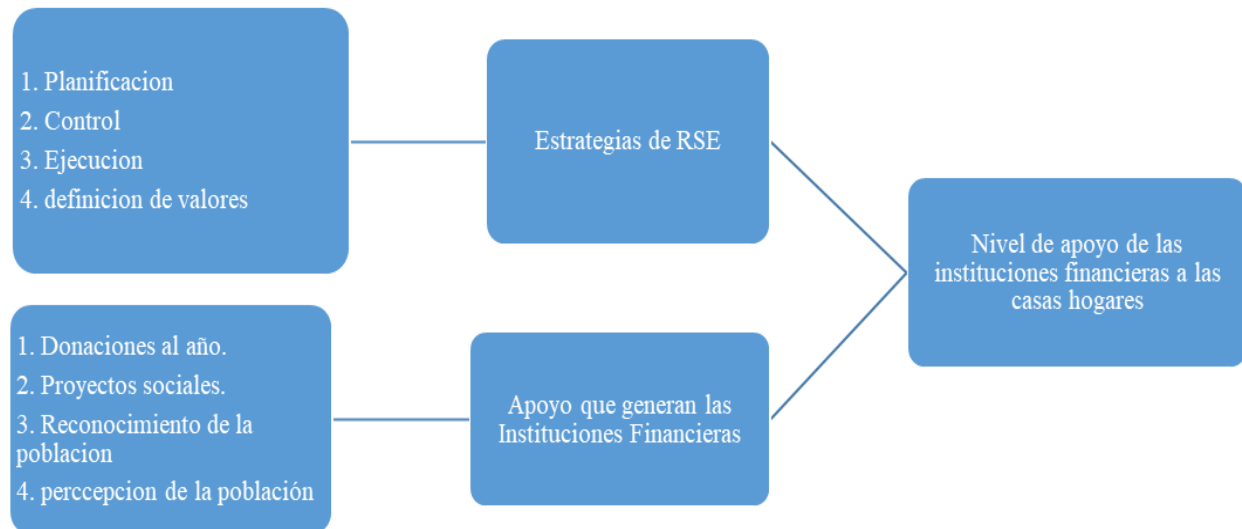 1. Planificacion
2. Control
3. Ejecucion
4. definicion de valores
Estrategias de RSE
Nivel de apoyo de las
instituciones financieras a las
casas hogares
1. Donaciones al año.
2. Proyectos sociales.
3. Reconocimiento de la
poblacion
4. perccepcion de la población
Apoyo que generan las
Instituciones Financieras